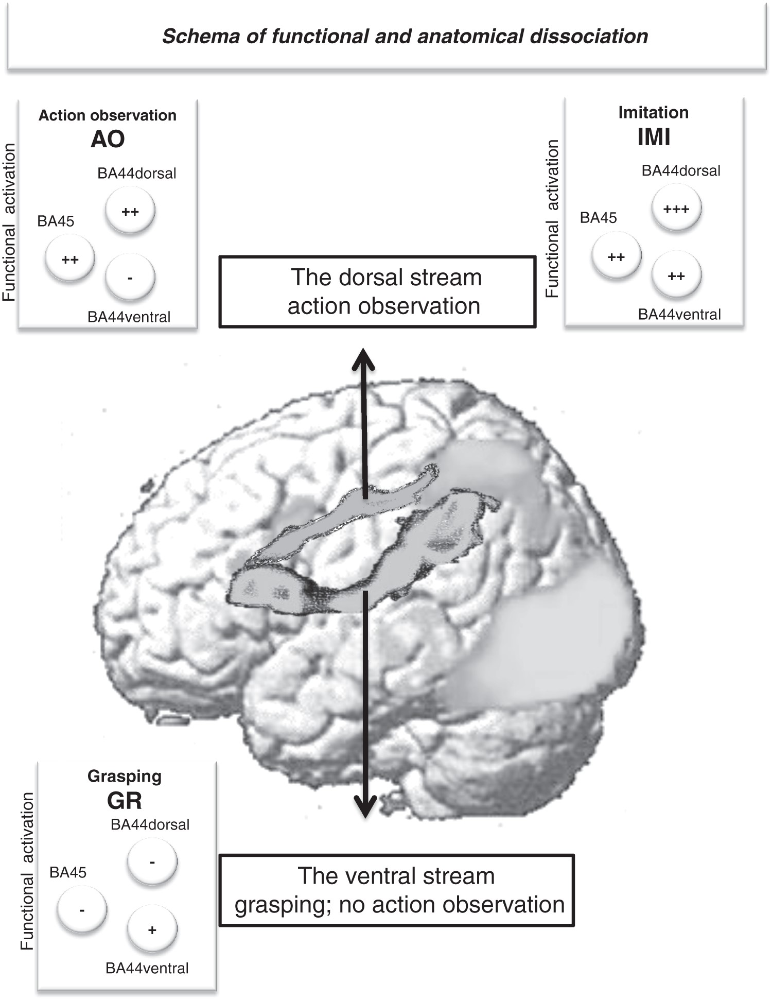 Schema of functional and anatomical dissociation
Action observation
AO
Functional activation
BA44dorsal
++
BA45
++
-
BA44ventral
Imitation
IMI
Functional activation
BA44dorsal
+++
BA45
++
++
BA44ventral
The dorsal stream
action observation
Grasping
GR
Functional activation
BA44dorsal
-
BA45
-
+
BA44ventral
The ventral stream
grasping; no action observation